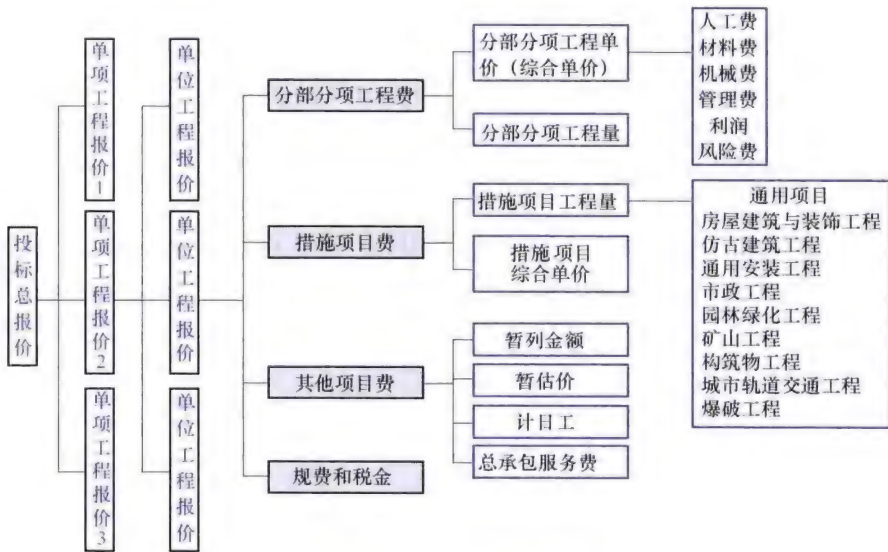 投标总报价
单项工程报价1
单项工程报价2
单项工程报价3
单位工程报价
单位工程报价
单位工程报价
分部分项工程费
措施项目费
其他项目费
规费和税金
分部分项工程单
价（综合单价）
分部分项工程量
措施项目工程量
措施项目
综合单价
暂列金额
暂估价
计日工
总承包服务费
人工费
材料费
机械费
管理费
利润
风险费
通用项目
房屋建筑与装饰工程
仿古建筑工程
通用安装工程
市政工程
园林绿化工程
矿山工程
构筑物工程
城市轨道交通工程
爆破工程